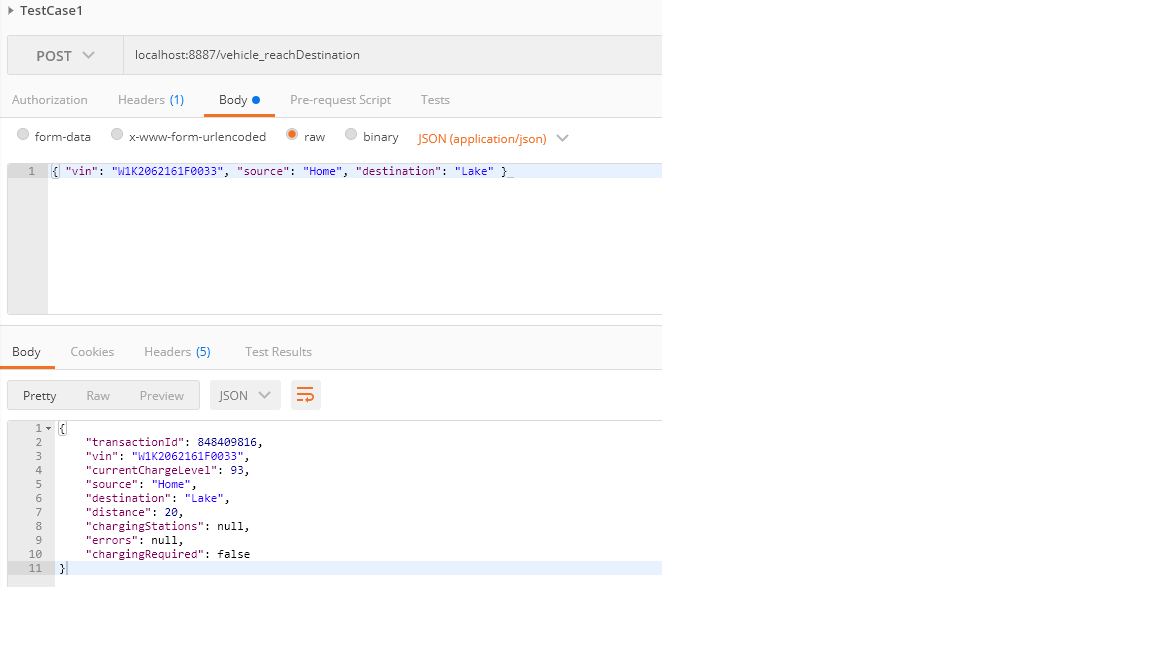 TestCase1
POST localhost:8887/vehicle_reachDestination
Authorization Headers (1) Body Pre-request Script Tests
form-data x-www-form-urlencoded raw binary JSON (application/json)
1 { "vin": "W1K2062161F0033", "source": "Home", "destination": "Lake" }
Body Cookies Headers (5) Test Results
Pretty Raw Preview JSON
1 {
2 "transactionId": 848409816,
3 "vin": "W1K2062161F0033",
4 "currentChargeLevel": 93,
5 "source": "Home",
6 "destination": "Lake",
7 "distance": 20,
8 "chargingStations": null,
9 "errors": null,
10 "chargingRequired": false
11 }